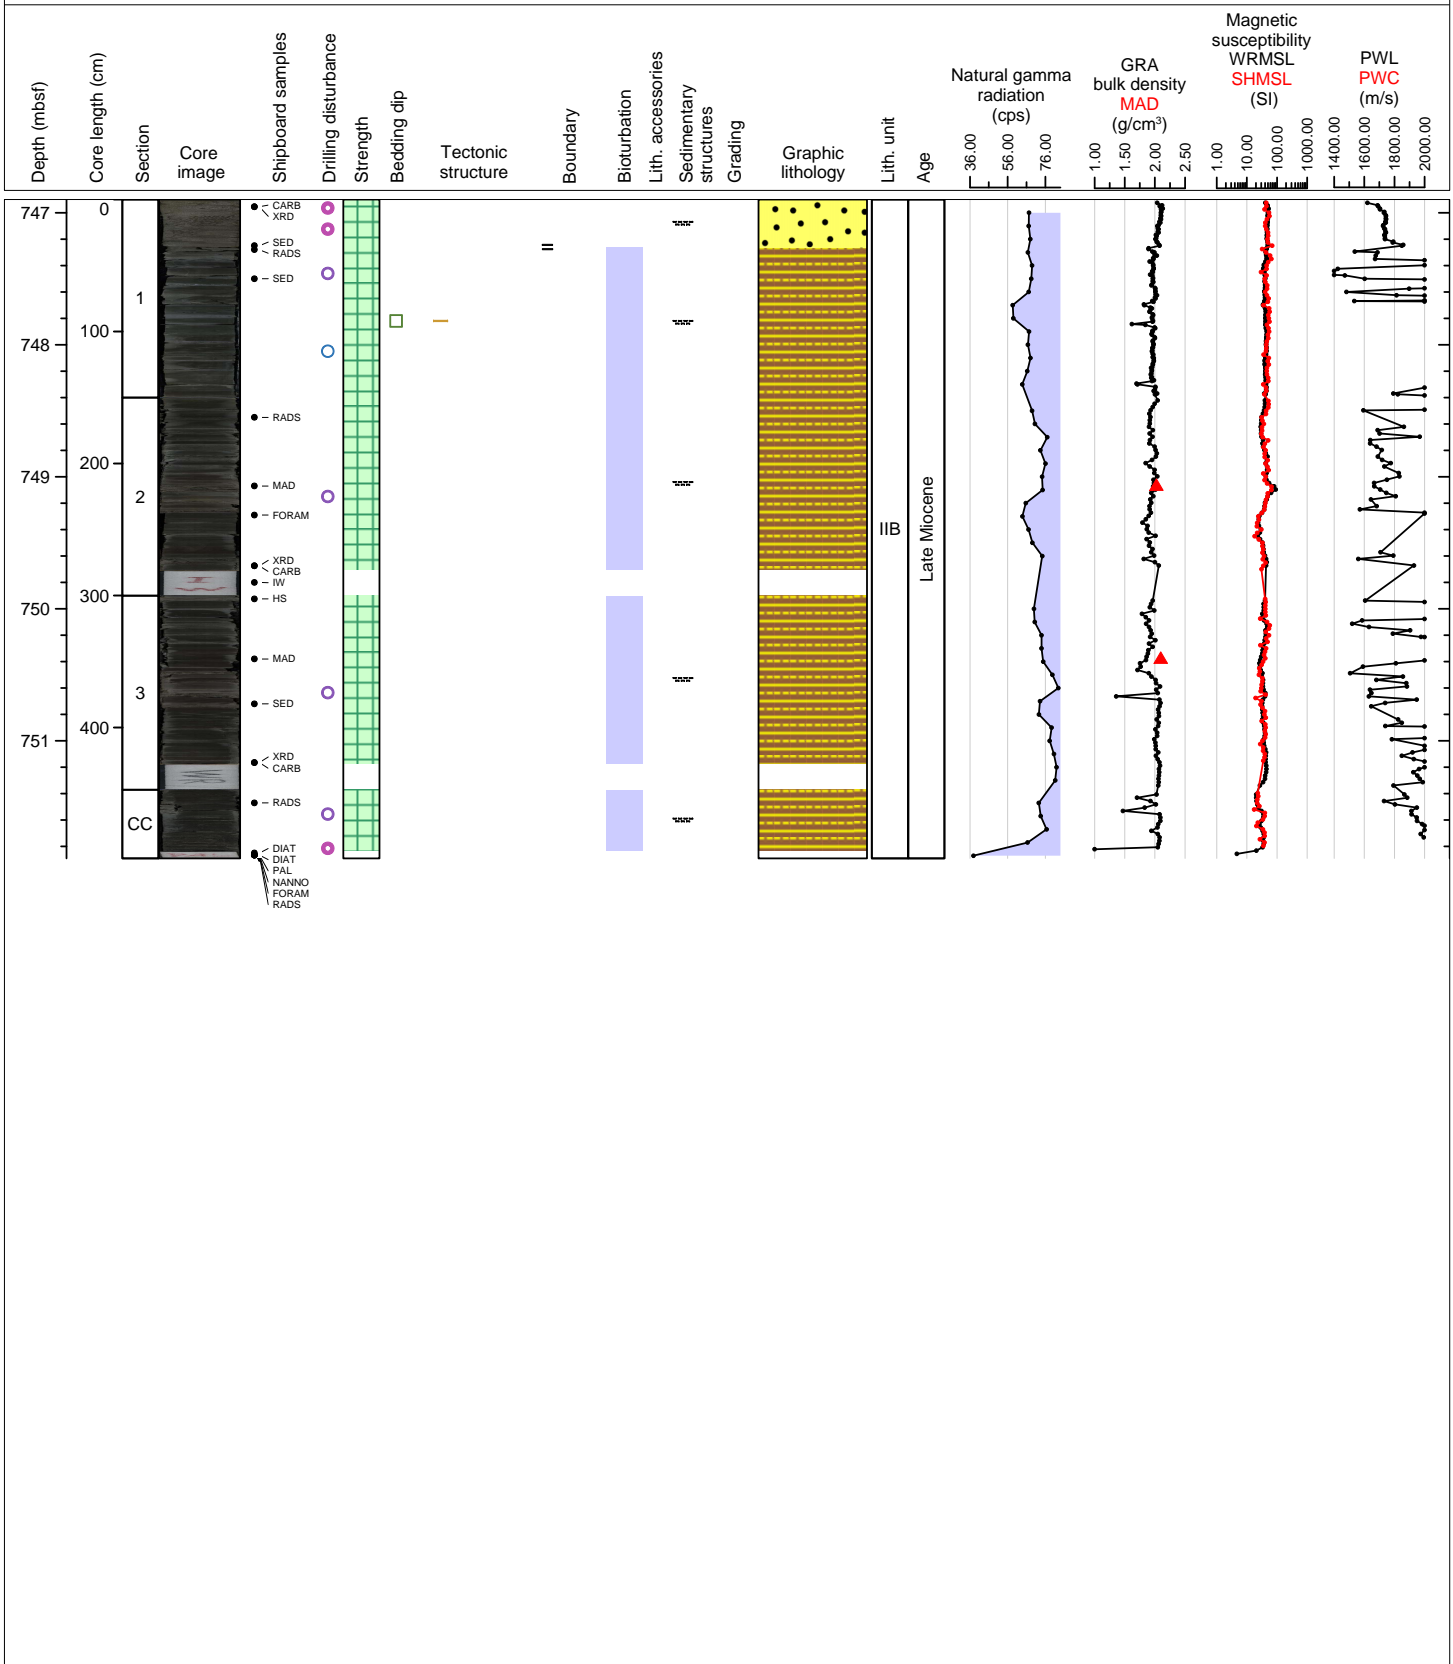 Depth (mbsf)
Core length (cm)
Section
Core
image
Shipboard samples
Drilling disturbance
Strength
Bedding dip
Tectonic
structure
Boundary
Bioturbation
Lith. accessories
Sedimentary
structures
Grading
Graphic
lithology
Lith. unit
Age
Natural gamma
radiation
(cps)
36.00
56.00
76.00
GRA
bulk density
MAD
(g/cm³)
1.00
1.50
2.00
2.50
Magnetic
susceptibility
WRMSL
SHMSL
(SI)
1.00
10.00
100.00
1000.00
PWL
PWC
(m/s)
1400.00
1600.00
1800.00
2000.00
747
748
749
750
751
0
100
200
300
400
1
2
3
CC
CARB
XRD
SED
RADS
SED
RADS
MAD
FORAM
XRD
CARB
IW
HS
MAD
SED
XRD
CARB
RADS
DIAT
DIAT
PAL
NANNO
FORAM
RADS
IIB
Late Miocene